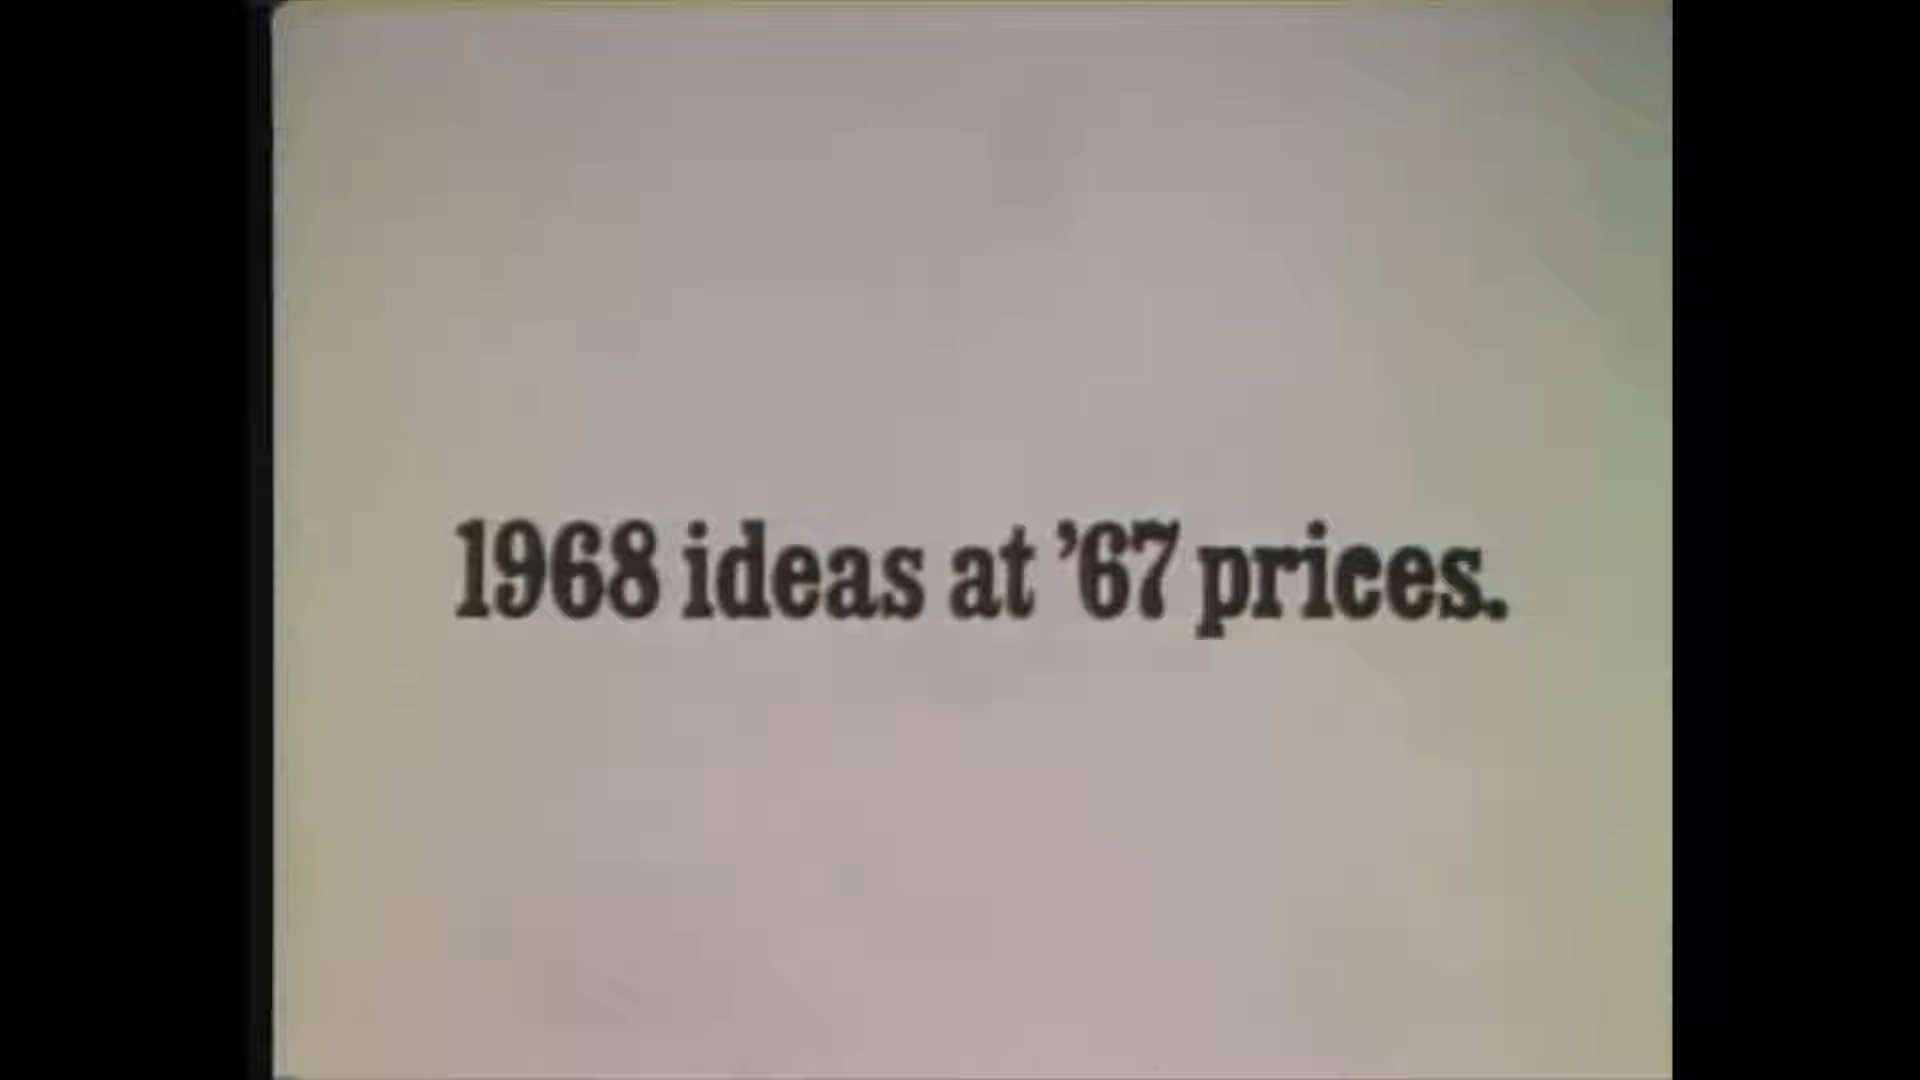 1968 ideas at ’67 prices.